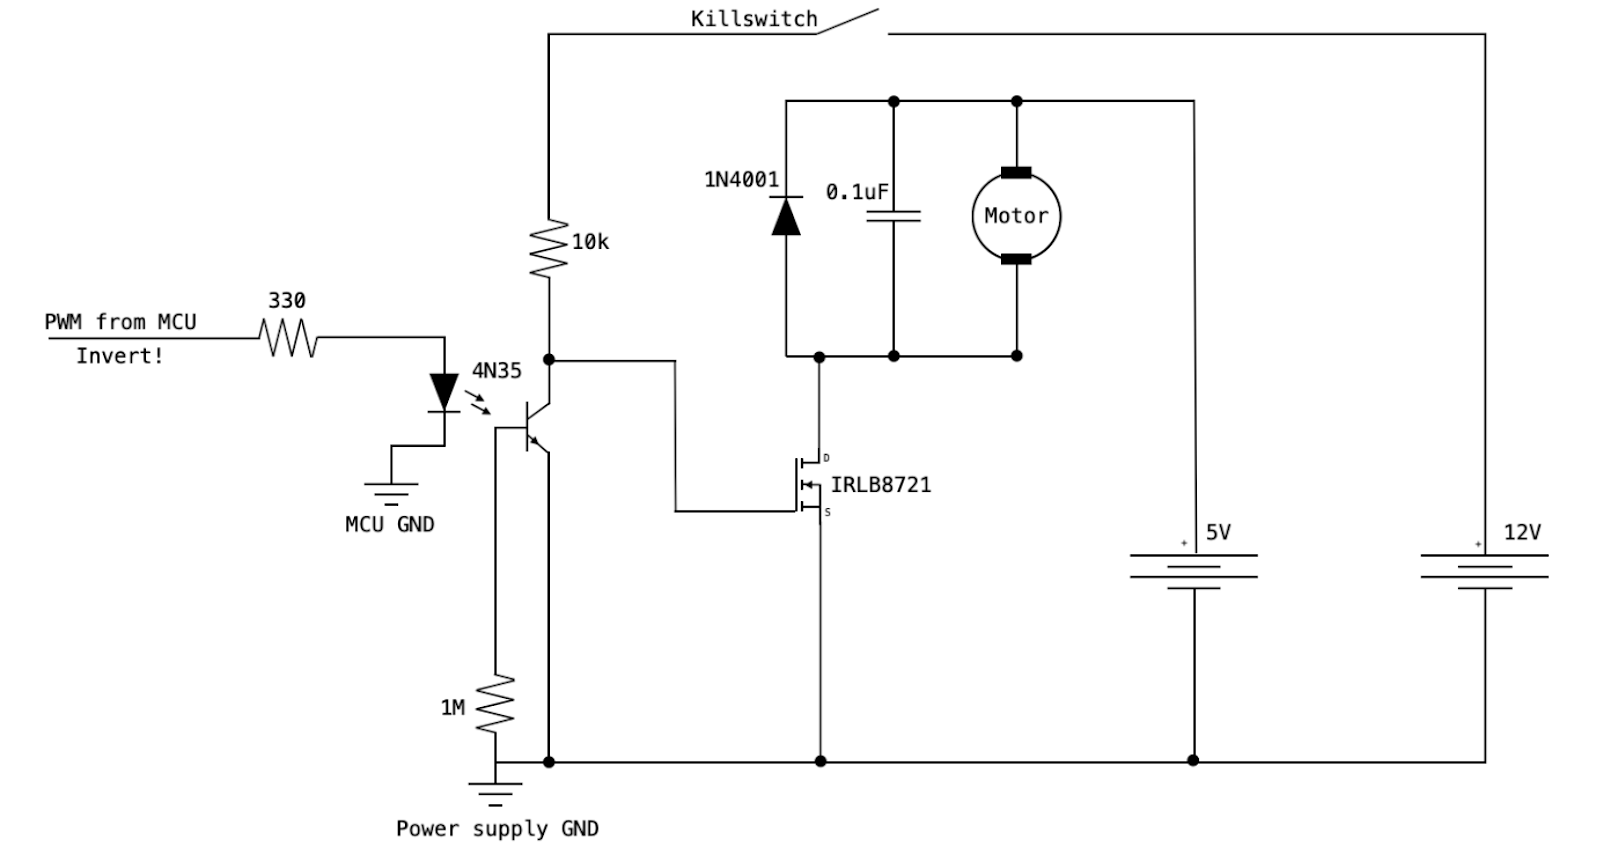 Killswitch
1N4001
0.1uF
Motor
10k
330
PWM from MCU
Invert!
4N35
D
IRLB8721
S
MCU GND
+ 5V
+ 12V
1M
Power supply GND